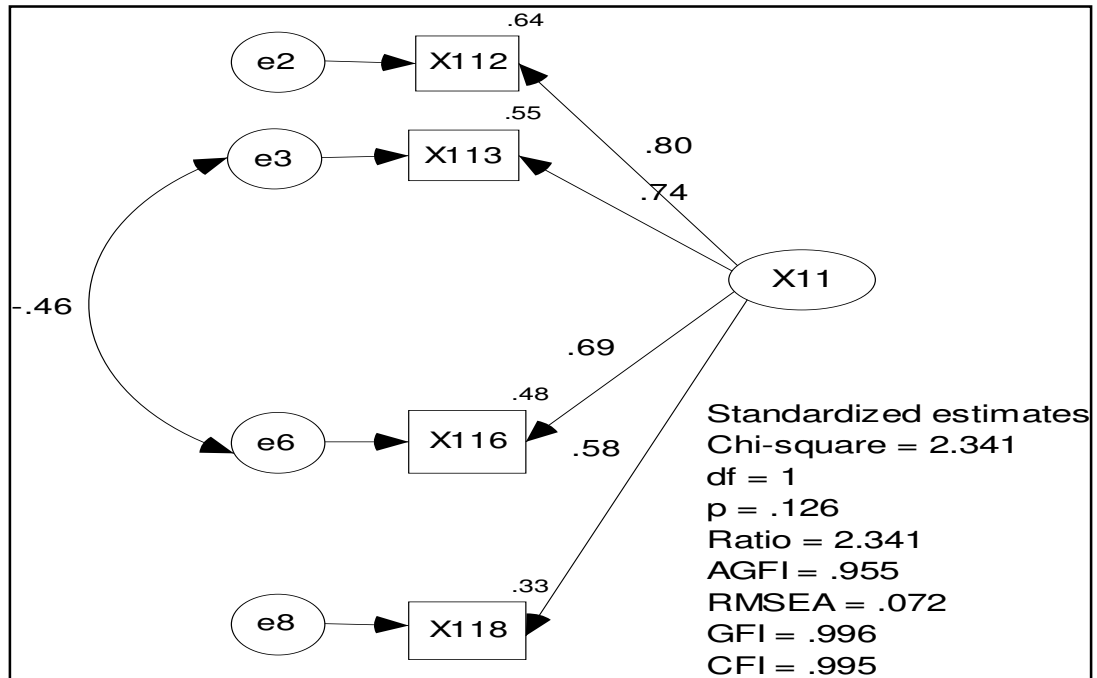 .64
e2
X112
.55
e3
X113
.80
.74
X11
-.46
.69
.48
e6
X116
.58
.33
e8
X118
Standardized estimates
Chi-square = 2.341
df = 1
p = .126
Ratio = 2.341
AGFI = .955
RMSEA = .072
GFI = .996
CFI = .995